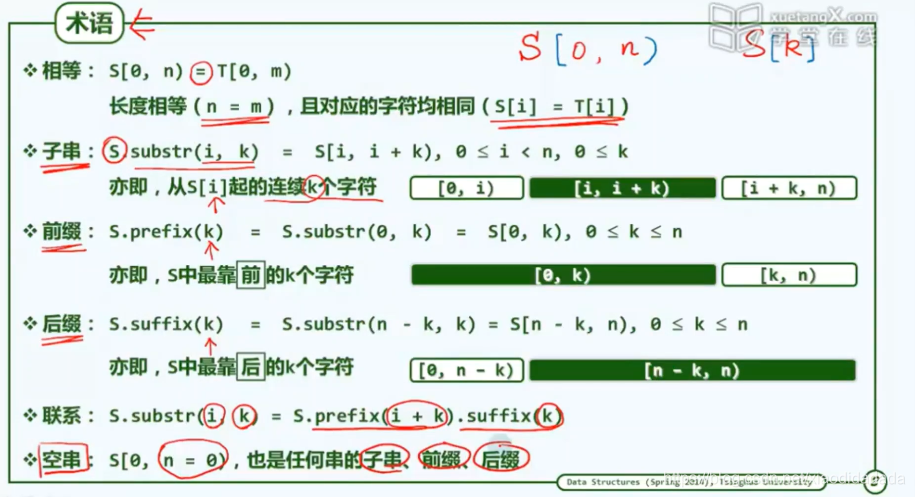 术语
xuetangX.com
学堂在线
S[0, n)
S[k]
❖ 相等： S[0, n) = T[0, m)
长度相等（n = m），且对应的字符均相同（S[i] = T[i]）
❖ 子串： S.substr(i, k) = S[i, i + k), 0 ≤ i < n, 0 ≤ k
亦即，从S[i]起的连续k个字符 [0, i) [i, i + k) [i + k, n)
❖ 前缀： S.prefix(k) = S.substr(0, k) = S[0, k), 0 ≤ k ≤ n
亦即，S中最靠前的k个字符 [0, k) [k, n)
❖ 后缀： S.suffix(k) = S.substr(n - k, k) = S[n - k, n), 0 ≤ k ≤ n
亦即，S中最靠后的k个字符 [0, n - k) [n - k, n)
❖ 联系： S.substr(i, k) = S.prefix(i + k).suffix(k)
❖ 空串： S[0, n = 0)，也是任何串的子串、前缀、后缀
Data Structures (Spring 2014), Tsinghua University